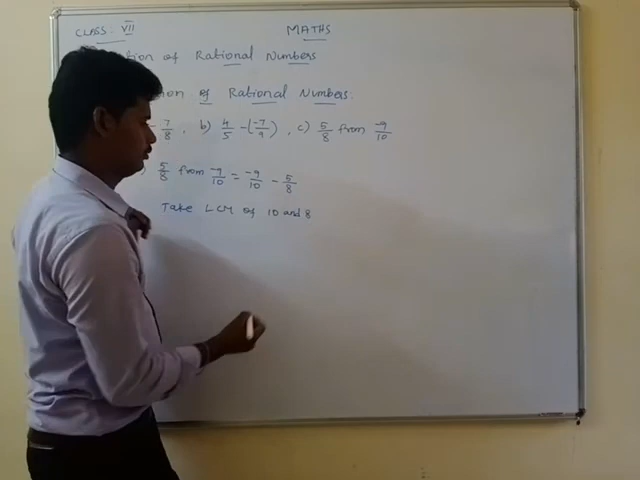 CLASS : VII MATHS
of Rational Numbers
of Rational Numbers.
- 7/8 , b) 4/5 - (-7/9) , c) 5/8 from -9/10
) 5/8 from -9/10 = -9/10 - 5/8
Take LCM of 10 and 8